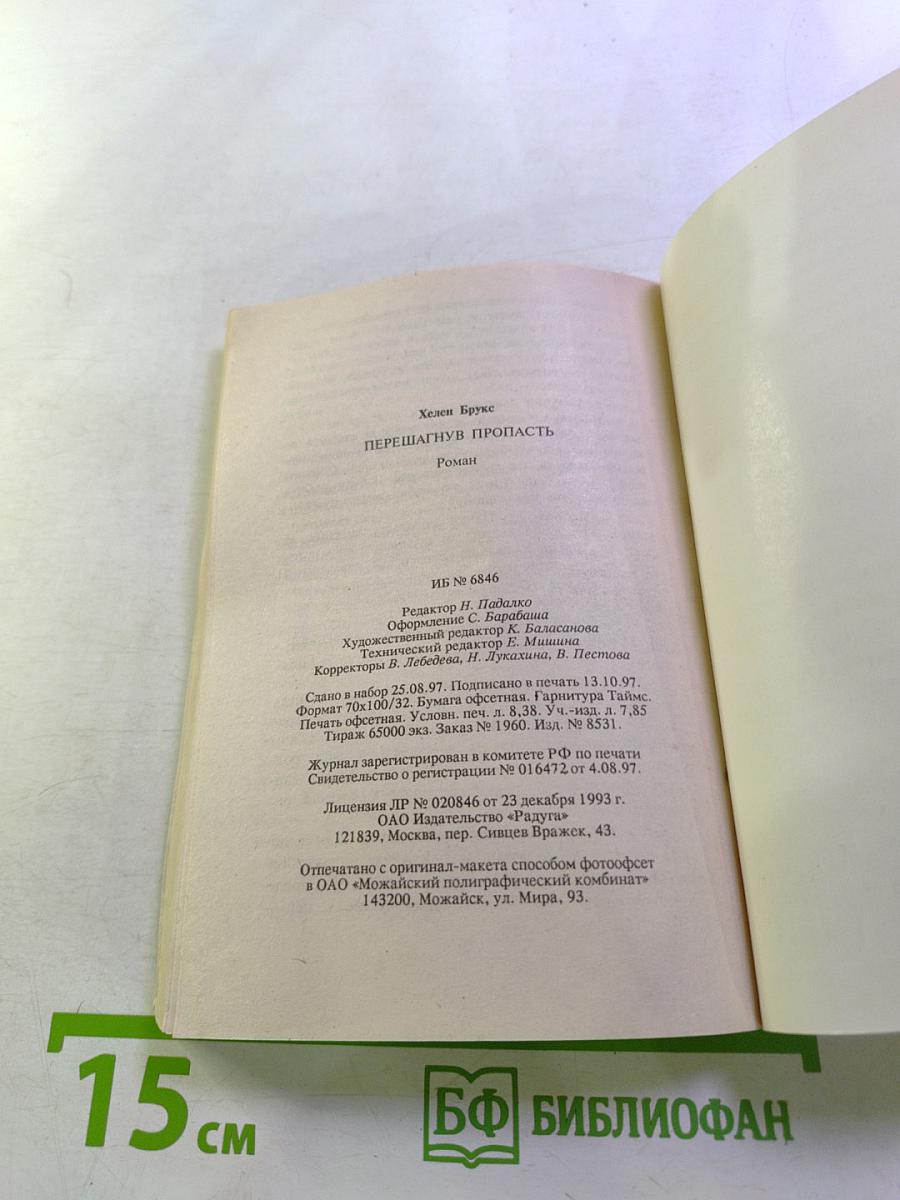 Хелен Брукс
ПЕРЕШАГНУВ ПРОПАСТЬ
Роман
ИБ № 6846
Редактор Н. Падалко
Оформление С. Барабаша
Художественный редактор К. Баласанова
Технический редактор Е. Мишина
Корректоры В. Лебедева, Н. Лукахина, В. Пестова
Сдано в набор 25.08.97. Подписано в печать 13.10.97.
Формат 70х100/32. Бумага офсетная. Гарнитура Таймс.
Печать офсетная. Условн. печ. л. 8,38. Уч.-изд. л. 7,85
Тираж 65000 экз. Заказ № 1960. Изд. № 8531.
Журнал зарегистрирован в комитете РФ по печати
Свидетельство о регистрации № 016472 от 4.08.97.
Лицензия ЛР № 020846 от 23 декабря 1993 г.
ОАО Издательство «Радуга»
121839, Москва, пер. Сивцев Вражек, 43.
Отпечатано с оригинал-макета способом фотоофсет
в ОАО «Можайский полиграфический комбинат»
143200, Можайск, ул. Мира, 93.
15 см
БФ БИБЛИОФАН